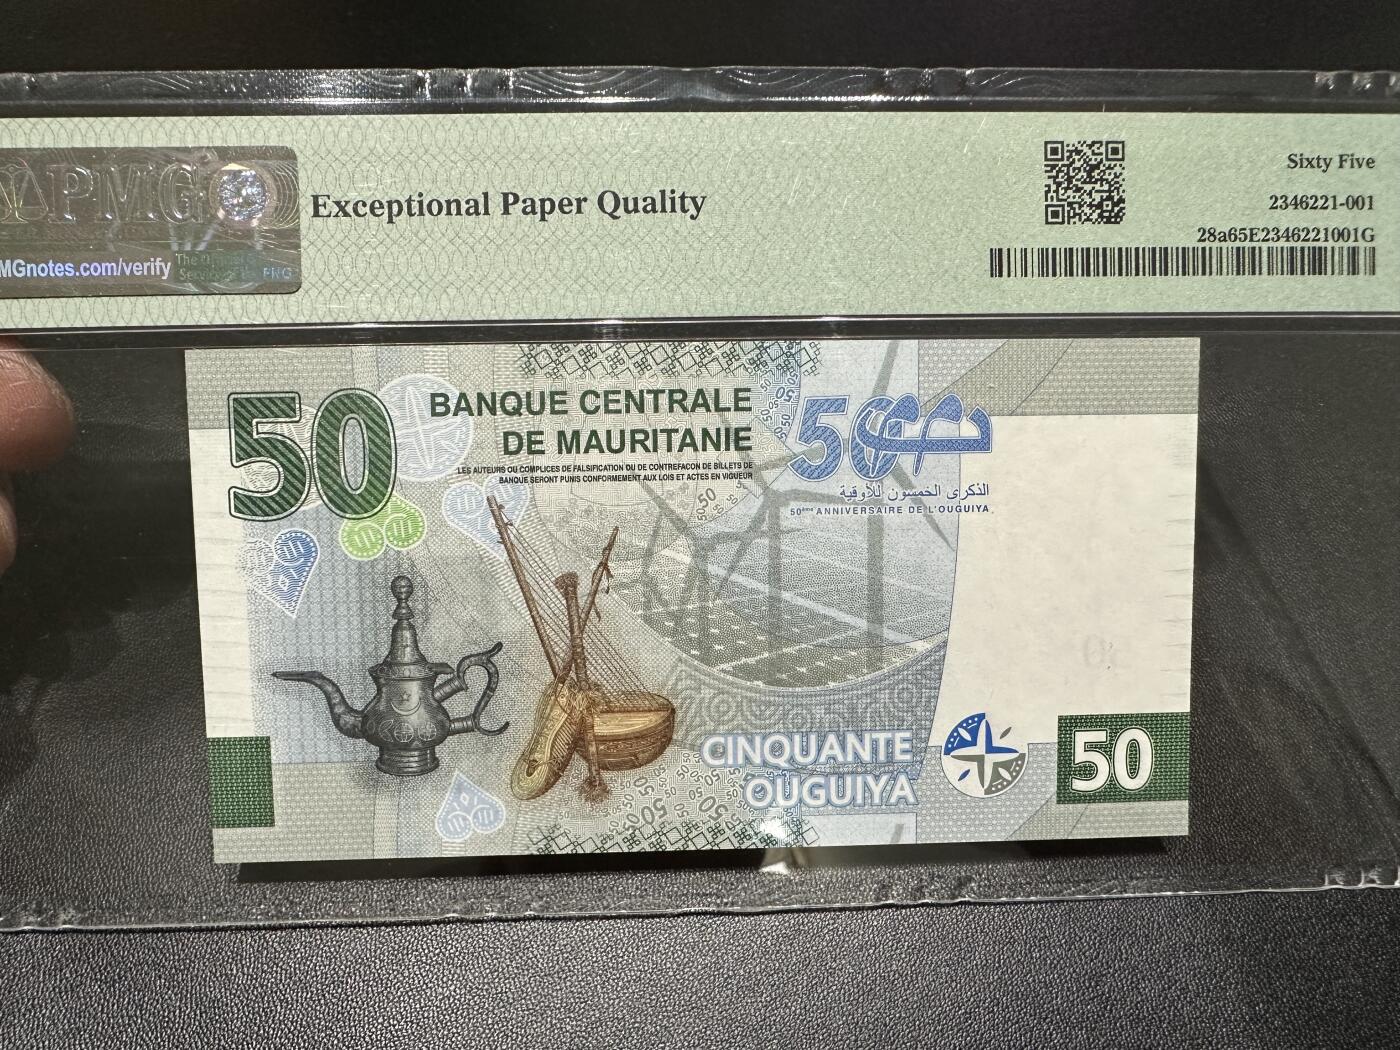 PMG
MGnotes.com/verify
Exceptional Paper Quality
Sixty Five
2346221-001
28a65E2346221001G
50
BANQUE CENTRALE
DE MAURITANIE
LES AUTEURS OU COMPLICES DE FALSIFICATION OU DE CONTREFACON DE BILLETS DE
BANQUE SERONT PUNIS CONFORMEMENT AUX LOIS ET ACTES EN VIGUEUR
50
الذكرى الخمسون للأوقية
50ème ANNIVERSAIRE DE L'OUGUIYA
CINQUANTE
OUGUIYA
50